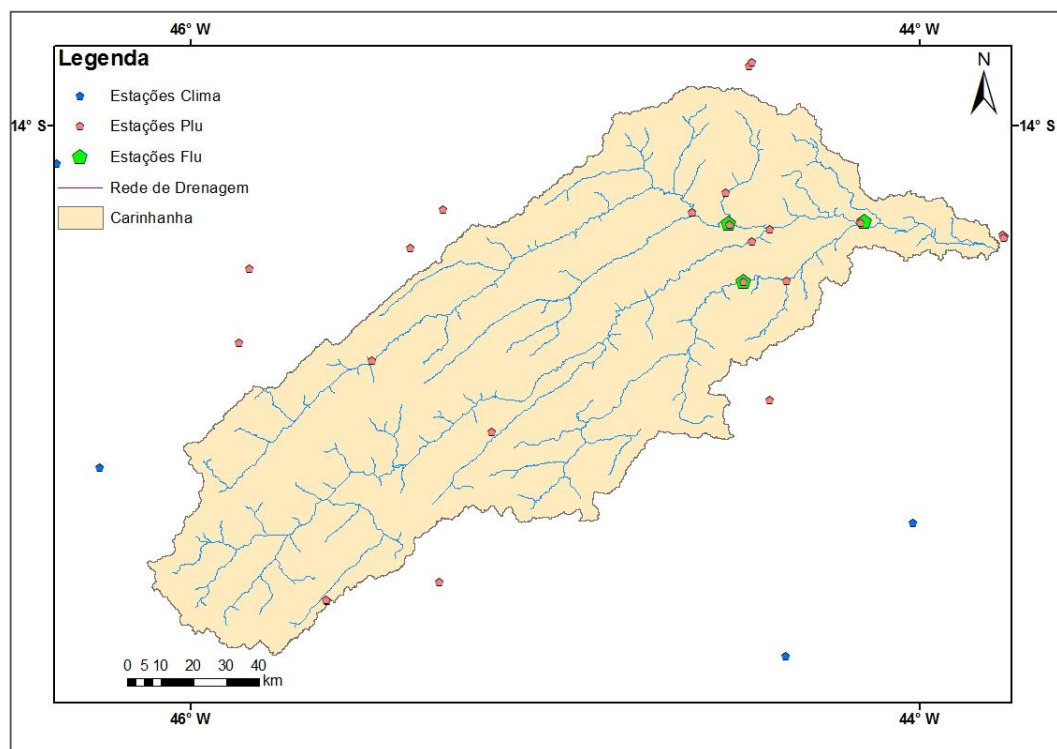 46° W 44° W
Legenda
N
Estações Clima
Estações Plu
14° S 14° S
Estações Flu
Rede de Drenagem
Carinhanha
0 5 10 20 30 40
km
46° W 44° W